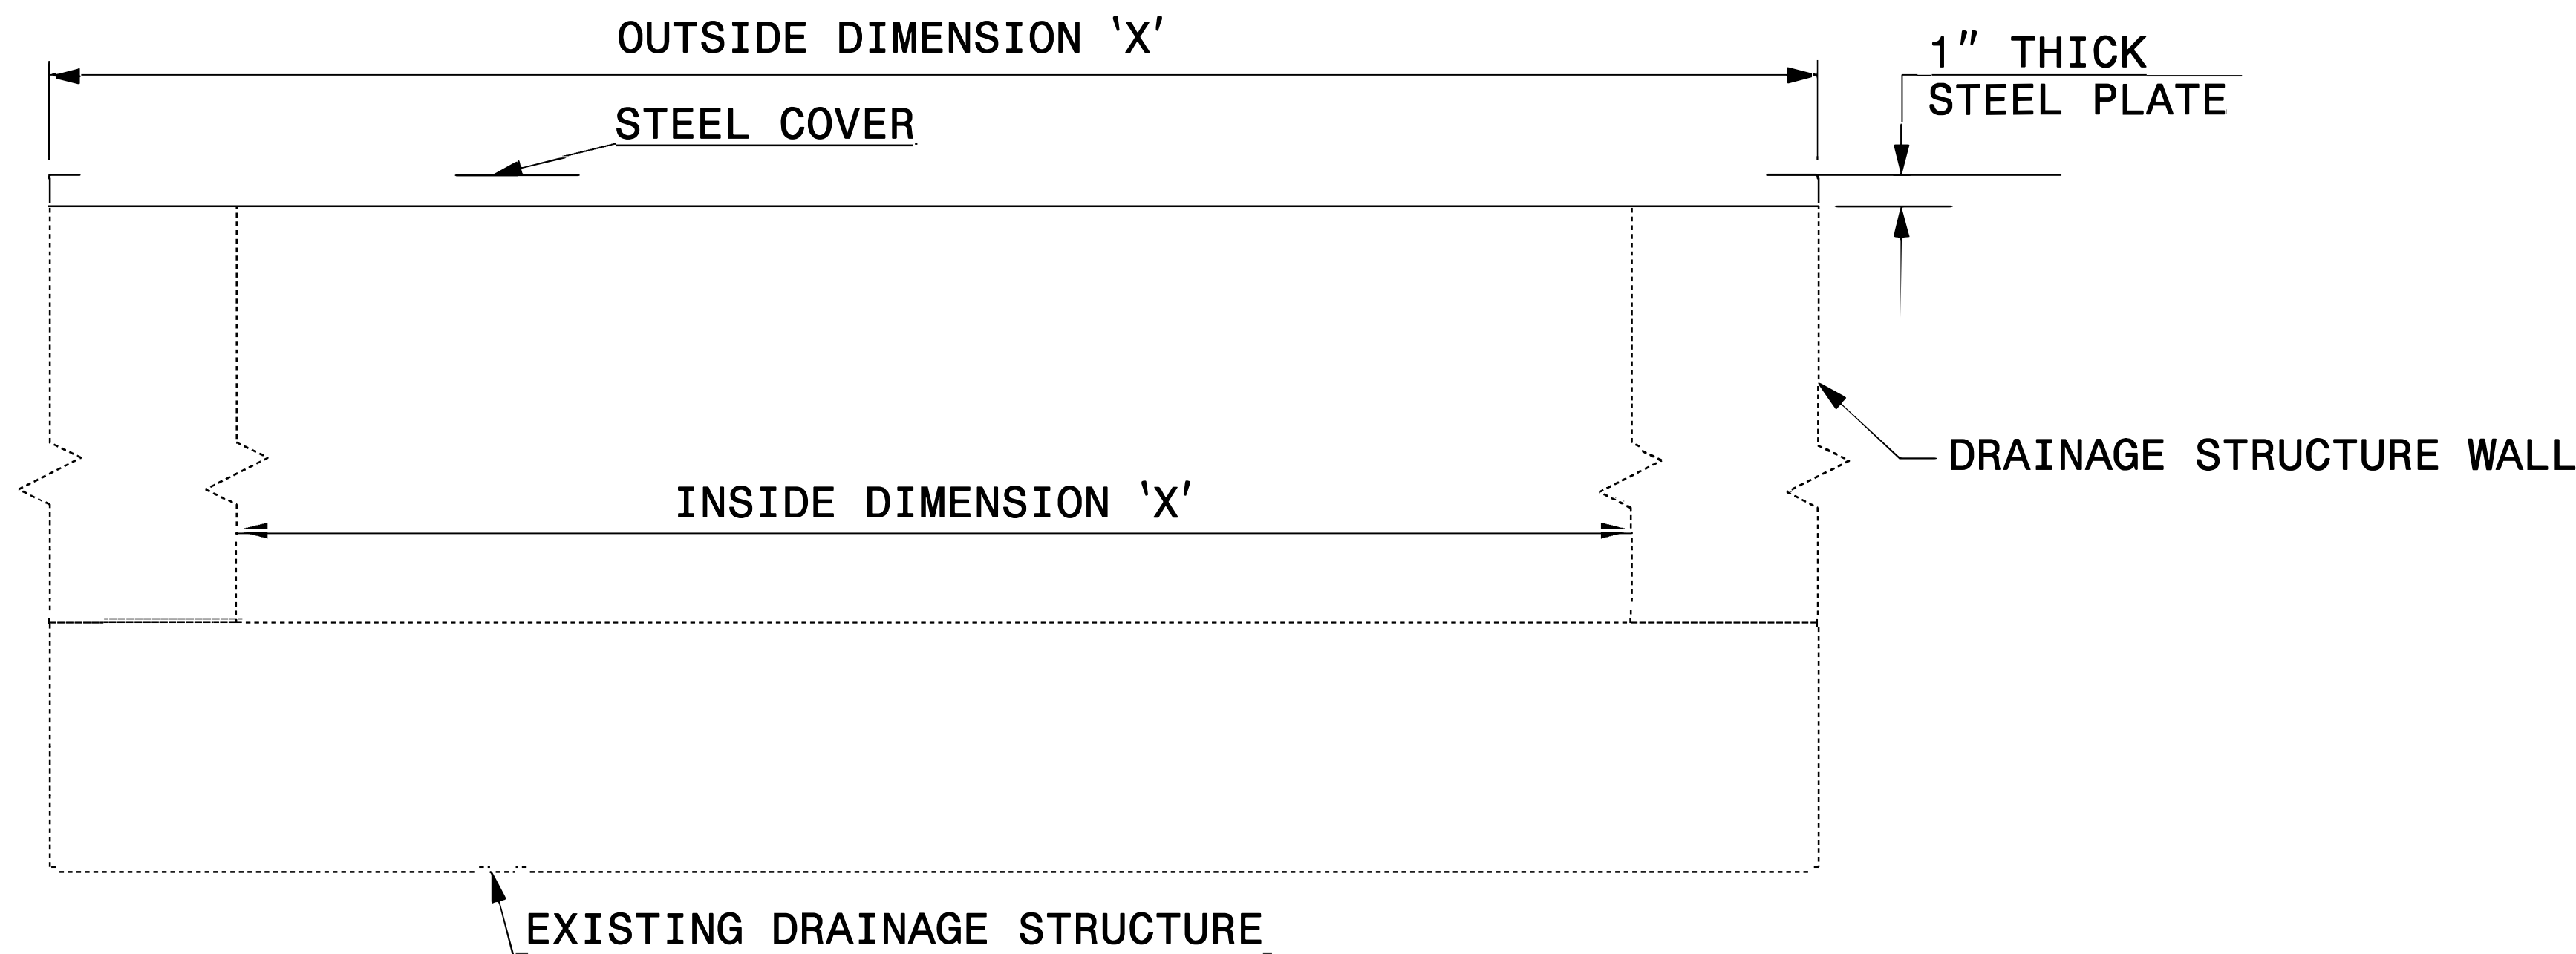 OUTSIDE DIMENSION 'X'
1" THICK
STEEL PLATE
STEEL COVER
DRAINAGE STRUCTURE WALL
INSIDE DIMENSION 'X'
EXISTING DRAINAGE STRUCTURE